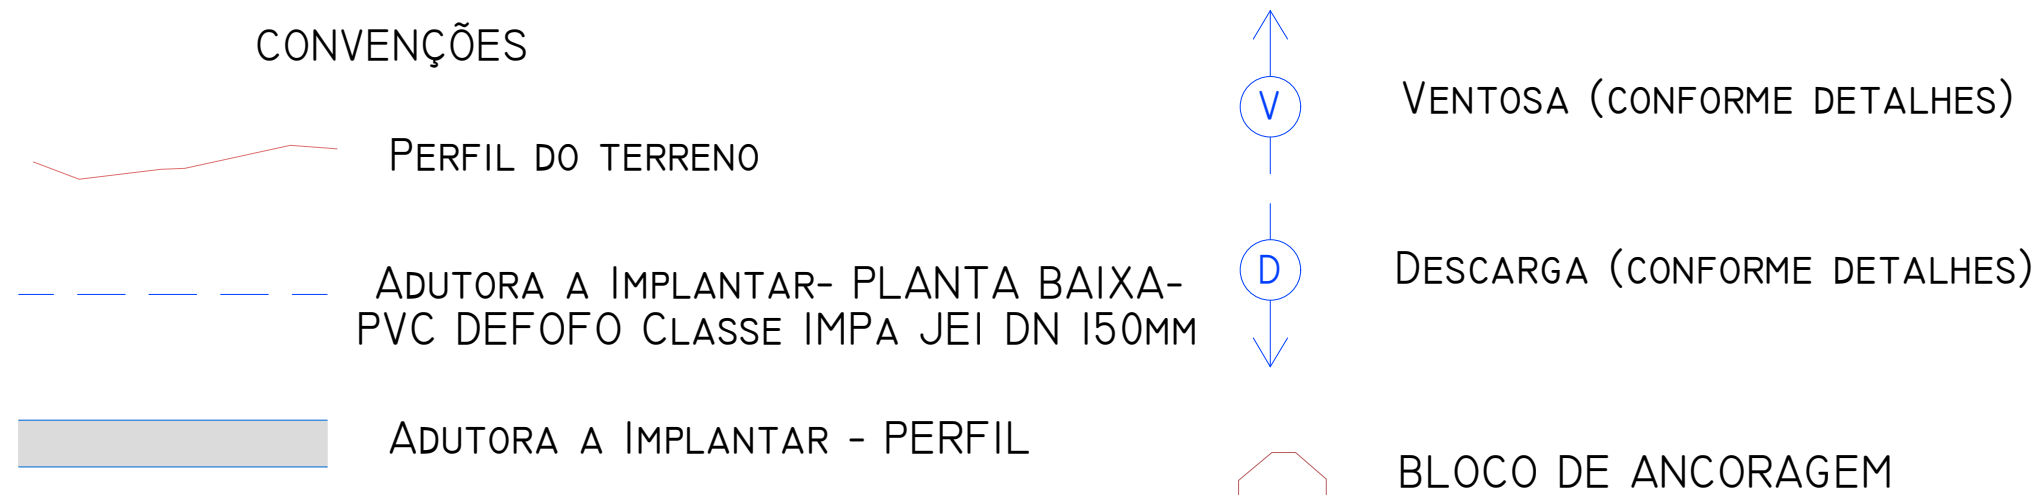 CONVENÇÕES
PERFIL DO TERRENO
ADUTORA A IMPLANTAR- PLANTA BAIXA-
PVC DEFOFO CLASSE 1MPA JEI DN 150MM
ADUTORA A IMPLANTAR - PERFIL
V
VENTOSA (CONFORME DETALHES)
D
DESCARGA (CONFORME DETALHES)
BLOCO DE ANCORAGEM